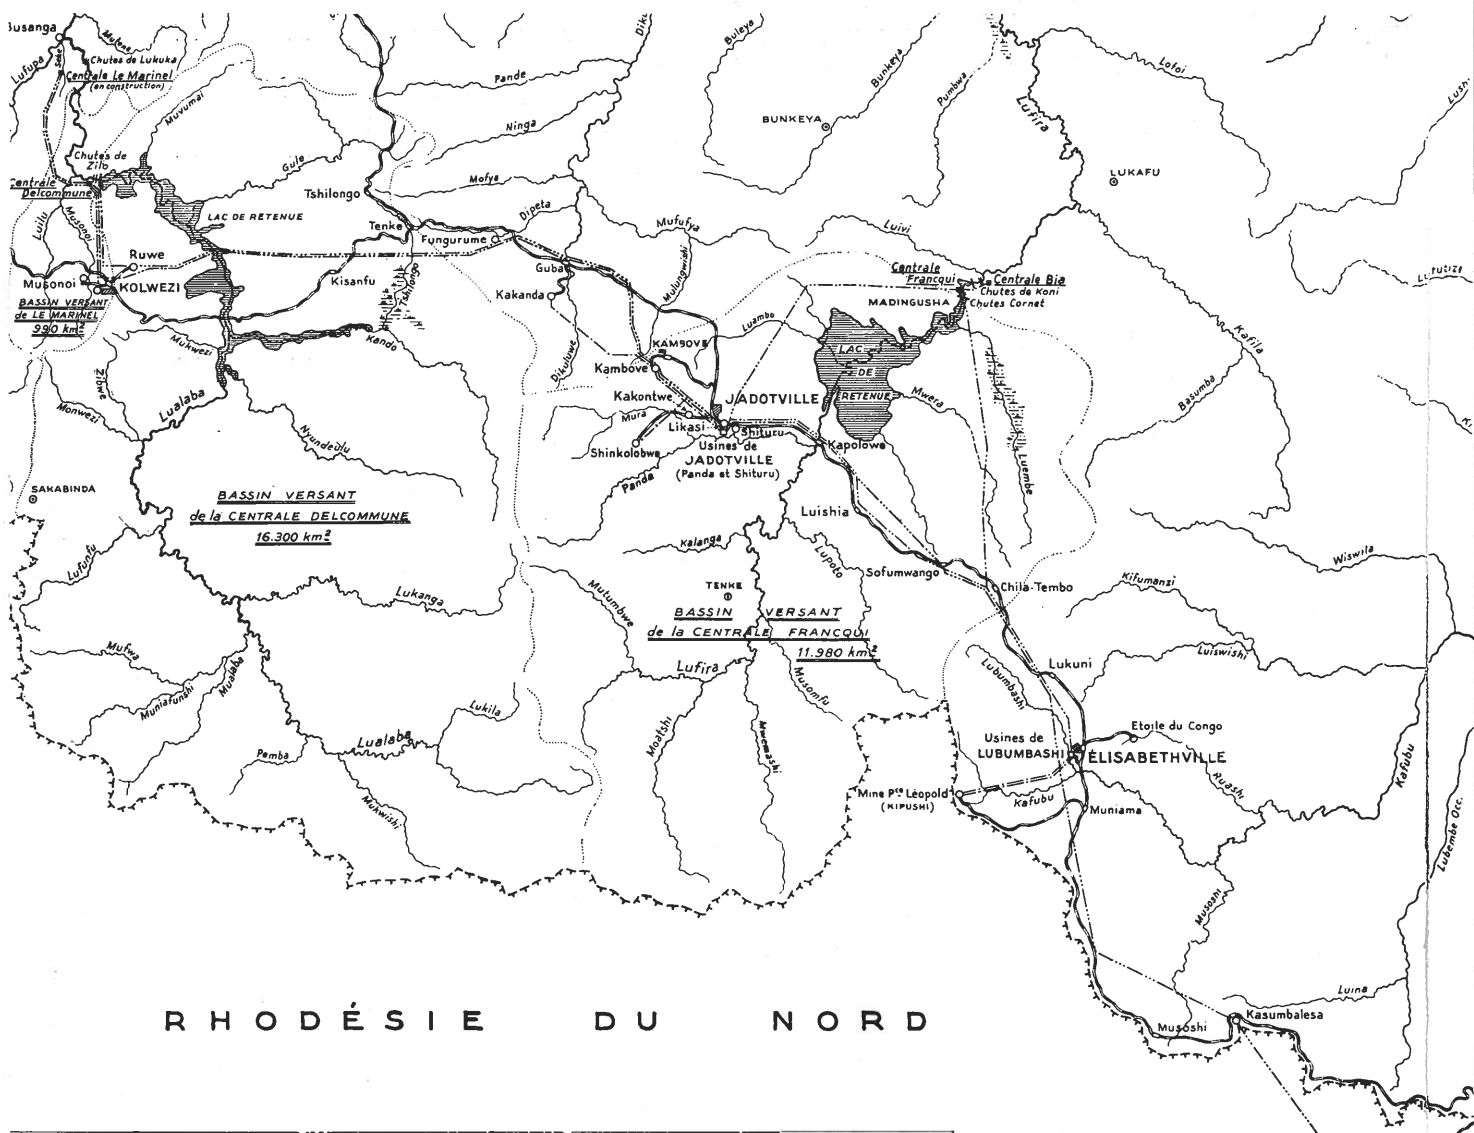 Busanga
Mutene
Lufupa
Seke
Chutes de Lukuka
Centrale Le Marinel
(en construction)
Muvumai
Pande
Ninga
Buleya
Bunkeya
Pumbwa
Lufira
Lofoi
BUNKEYA
LUKAFU
Chutes de
Zilo
Centrale
Delcommune
Gule
Mofya
Tshilongo
LAC DE RETENUE
Tenke
Dipeta
Fungurume
Mufufya
Luivi
Luilu
Musonoi
Ruwe
Musonoi
KOLWEZI
Kisanfu
Tshilongo
Guba
Kakanda
Mulungwishi
Centrale
Francqui
Centrale Bia
Chutes de Koni
Chutes Cornet
MADINGUSHA
BASSIN VERSANT
de LE MARINEL
990 km²
Mukwezi
Kando
Luambo
KAMBOVE
Kambove
Dikuluwe
LAC
DE
RETENUE
Kafila
Zibwe
Monwezi
Lualaba
Nyundeulu
Kakontwe
Mura
Likasi
JADOTVILLE
Shituru
Mwera
Basumba
Shinkolobwe
Usines de
JADOTVILLE
(Panda et Shituru)
Kapolowe
Panda
Luembe
SAKABINDA
BASSIN VERSANT
de la CENTRALE DELCOMMUNE
16.300 km²
Luishia
Kalanga
Lupoto
Lufunfu
Lukanga
Mutumbwe
Sofumwango
Chila-Tembo
Kifumanzi
Wiswila
TENKE
BASSIN VERSANT
de la CENTRALE FRANCQUI
11.980 km²
Mufwa
Muniafunshi
Mualaba
Lufira
Musomfu
Lubumbashi
Lukuni
Luiswishi
Lukila
Lualaba
Pemba
Mukwishi
Moatshi
Mwemashi
Etoile du Congo
Usines de
LUBUMBASHI
ÉLISABETHVILLE
Mine Pce Léopold
(KIPUSHI)
Kafubu
Muniama
Ruashi
Kafubu
Lubembe Occ.
Musoshi
Luina
Kasumbalesa
Musoshi
RHODÉSIE DU NORD